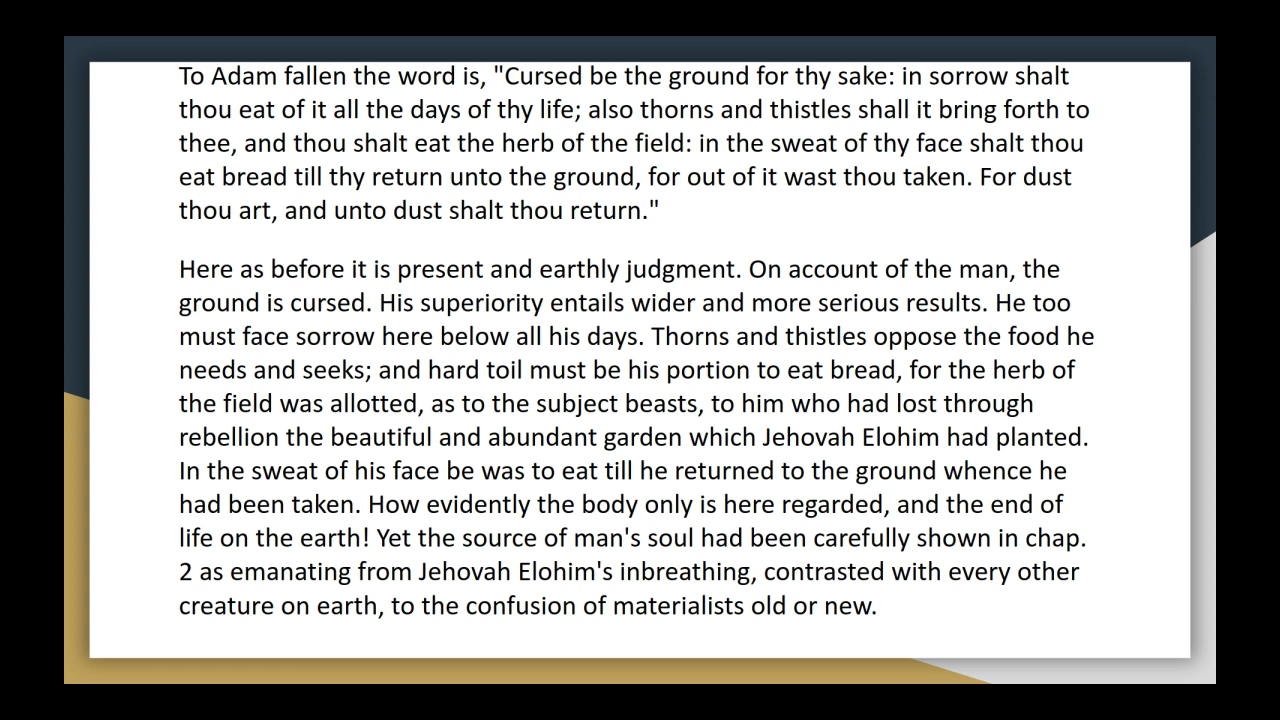 To Adam fallen the word is, "Cursed be the ground for thy sake: in sorrow shalt
thou eat of it all the days of thy life; also thorns and thistles shall it bring forth to
thee, and thou shalt eat the herb of the field: in the sweat of thy face shalt thou
eat bread till thy return unto the ground, for out of it wast thou taken. For dust
thou art, and unto dust shalt thou return."
Here as before it is present and earthly judgment. On account of the man, the
ground is cursed. His superiority entails wider and more serious results. He too
must face sorrow here below all his days. Thorns and thistles oppose the food he
needs and seeks; and hard toil must be his portion to eat bread, for the herb of
the field was allotted, as to the subject beasts, to him who had lost through
rebellion the beautiful and abundant garden which Jehovah Elohim had planted.
In the sweat of his face be was to eat till he returned to the ground whence he
had been taken. How evidently the body only is here regarded, and the end of
life on the earth! Yet the source of man's soul had been carefully shown in chap.
2 as emanating from Jehovah Elohim's inbreathing, contrasted with every other
creature on earth, to the confusion of materialists old or new.